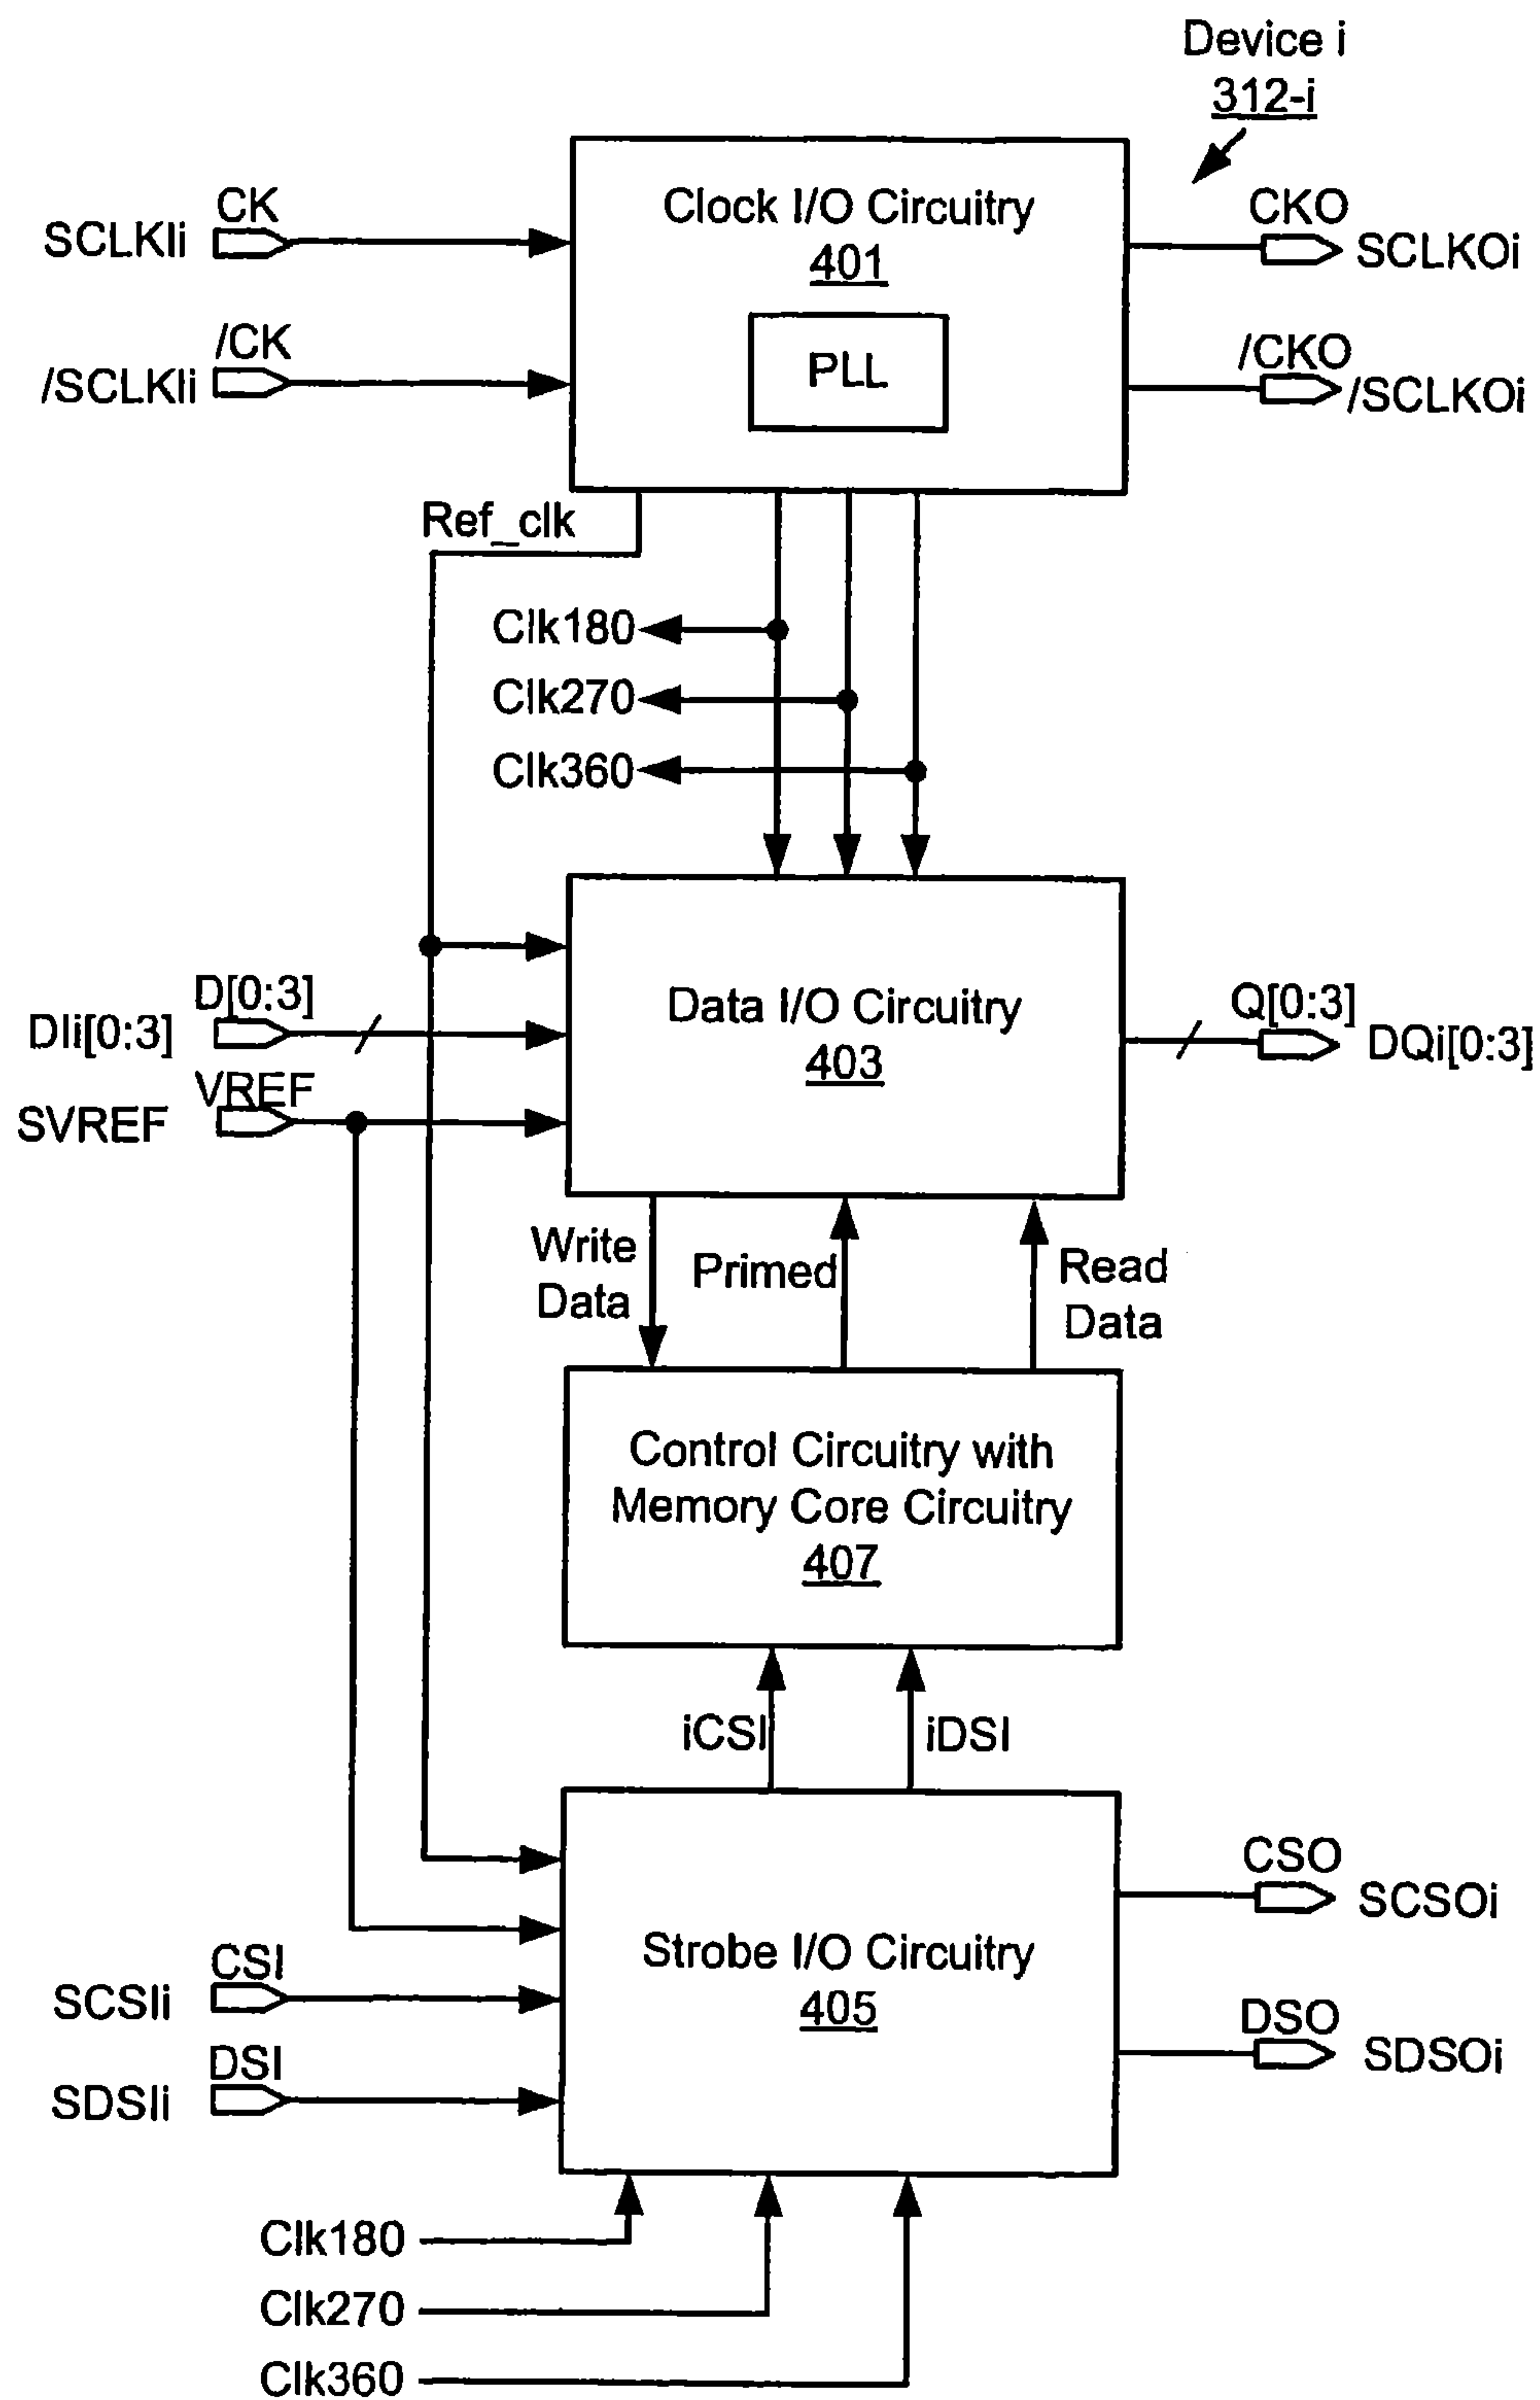 Device i
312-i
Clock I/O Circuitry
401
PLL
CK
SCLKIi
/CK
/SCLKIi
CKO
SCLKOi
/CKO
/SCLKOi
Ref_clk
Clk180
Clk270
Clk360
Data I/O Circuitry
403
D[0:3]
DIi[0:3]
VREF
SVREF
Q[0:3]
DQi[0:3]
Write
Data
Primed
Read
Data
Control Circuitry with
Memory Core Circuitry
407
iCSI
iDSI
Strobe I/O Circuitry
405
CSI
SCSIi
DSI
SDSIi
CSO
SCSOi
DSO
SDSOi
Clk180
Clk270
Clk360